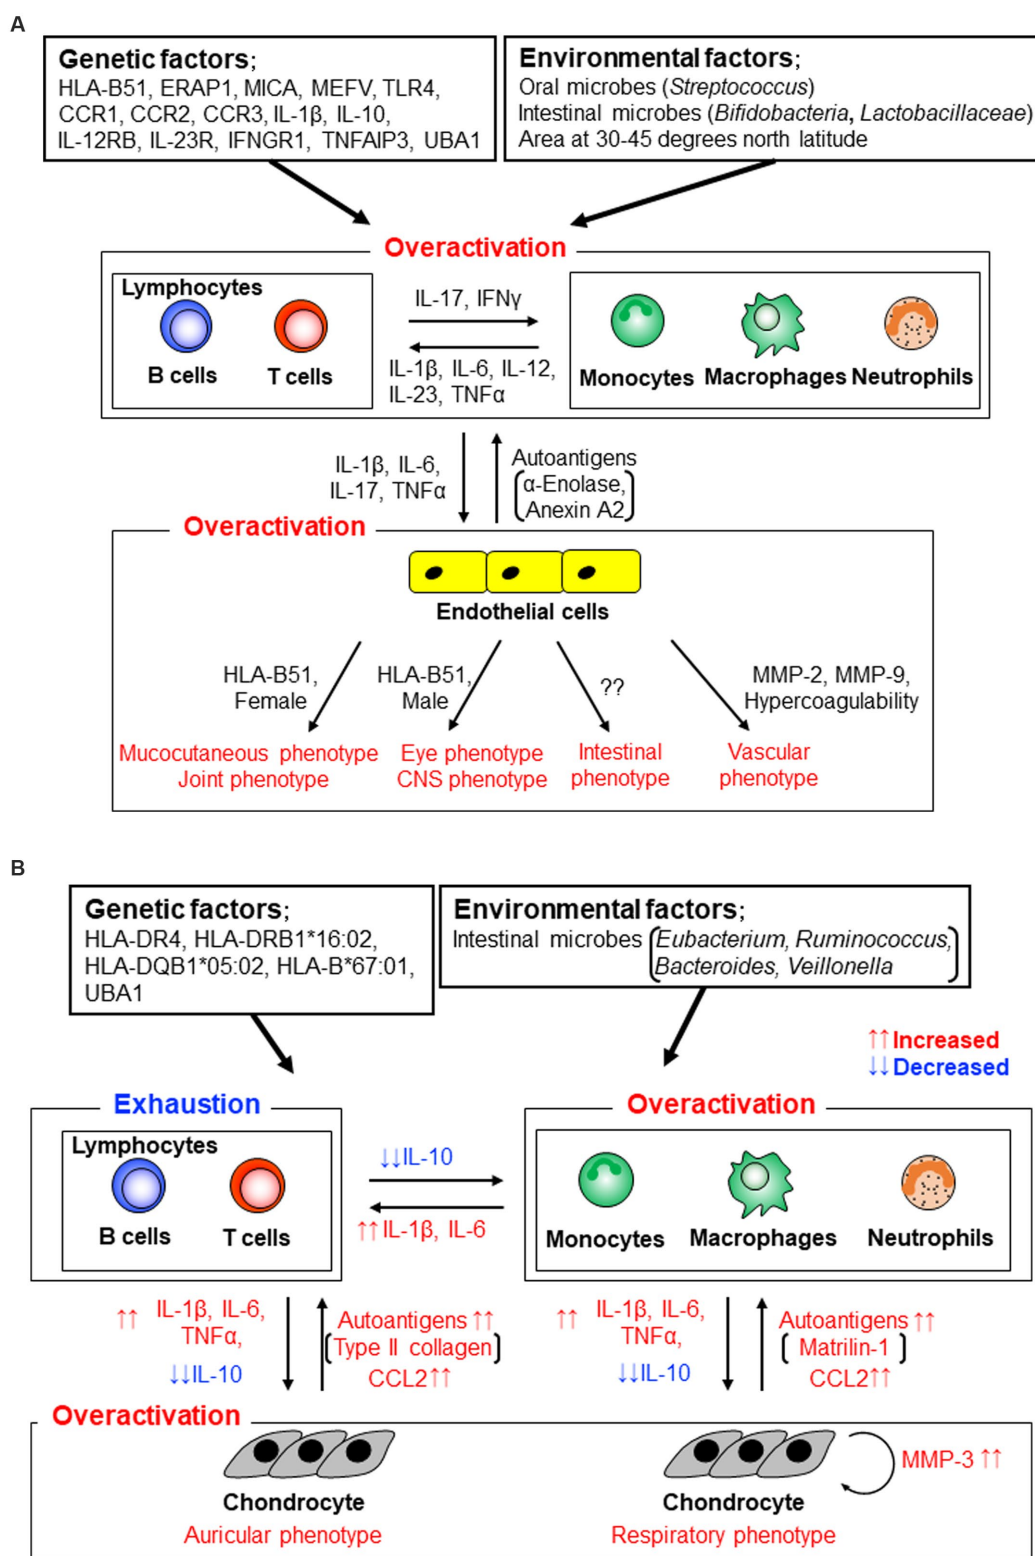 A
Genetic factors;
HLA-B51, ERAP1, MICA, MEFV, TLR4,
CCR1, CCR2, CCR3, IL-1β, IL-10,
IL-12RB, IL-23R, IFNGR1, TNFAIP3, UBA1
Environmental factors;
Oral microbes (Streptococcus)
Intestinal microbes (Bifidobacteria, Lactobacillaceae)
Area at 30-45 degrees north latitude
Overactivation
Lymphocytes
B cells
T cells
IL-17, IFNγ
IL-1β, IL-6, IL-12,
IL-23, TNFα
Monocytes
Macrophages
Neutrophils
IL-1β, IL-6,
IL-17, TNFα
Autoantigens
(α-Enolase,
Anexin A2)
Overactivation
Endothelial cells
HLA-B51,
Female
HLA-B51,
Male
??
MMP-2, MMP-9,
Hypercoagulability
Mucocutaneous phenotype
Joint phenotype
Eye phenotype
CNS phenotype
Intestinal
phenotype
Vascular
phenotype
B
Genetic factors;
HLA-DR4, HLA-DRB1*16:02,
HLA-DQB1*05:02, HLA-B*67:01,
UBA1
Environmental factors;
Intestinal microbes (Eubacterium, Ruminococcus,
Bacteroides, Veillonella)
↑↑Increased
↓↓Decreased
Exhaustion
Lymphocytes
B cells
T cells
↓↓IL-10
↑↑IL-1β, IL-6
Overactivation
Monocytes
Macrophages
Neutrophils
↑↑ IL-1β, IL-6,
TNFα,
↓↓IL-10
Autoantigens↑↑
(Type II collagen)
CCL2↑↑
↑↑ IL-1β, IL-6,
TNFα,
↓↓IL-10
Autoantigens↑↑
(Matrilin-1)
CCL2↑↑
Overactivation
Chondrocyte
Auricular phenotype
Chondrocyte
Respiratory phenotype
MMP-3↑↑